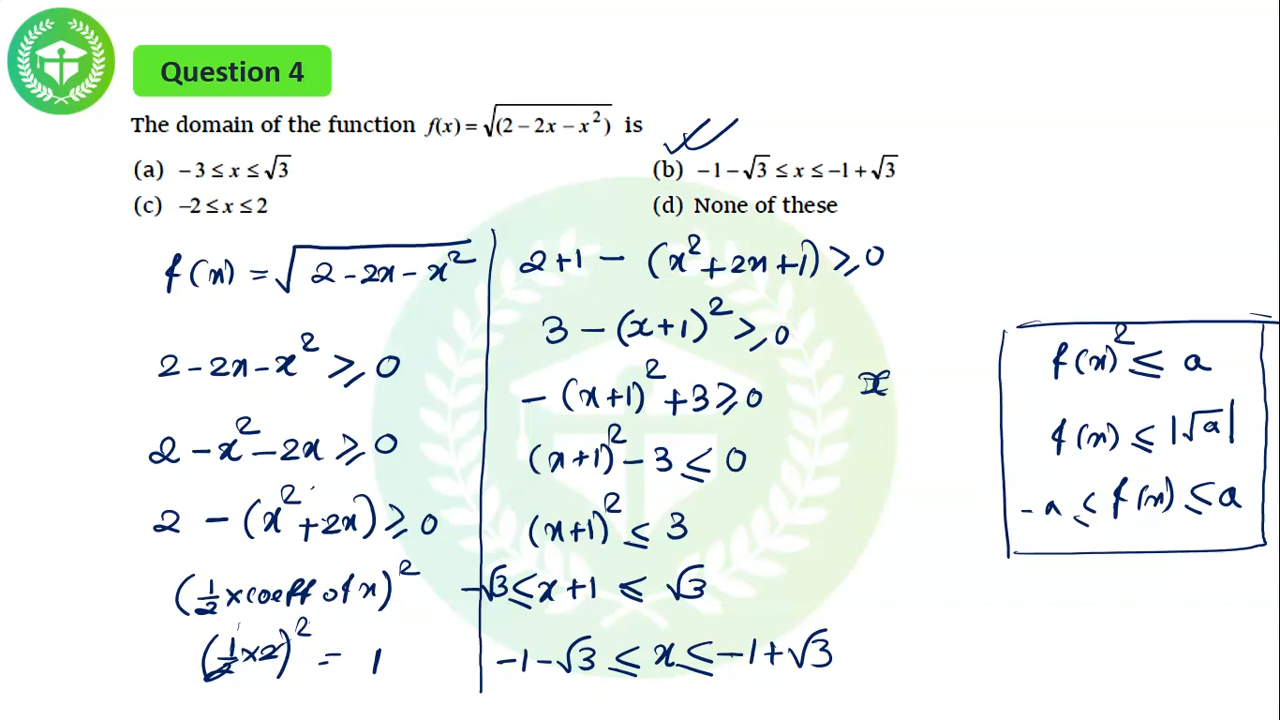 Question 4
The domain of the function f(x) = √(2 − 2x − x²) is
(a) −3 ≤ x ≤ √3
(b) −1 − √3 ≤ x ≤ −1 + √3
(c) −2 ≤ x ≤ 2
(d) None of these
f(x) = √2 - 2x - x²
2 - 2x - x² ≥ 0
2 - x² - 2x ≥ 0
2 - (x² + 2x) ≥ 0
(1/2 x coeff of x)²
(1/2 × 2)² = 1
2 + 1 - (x² + 2x + 1) ≥ 0
3 - (x+1)² ≥ 0
- (x+1)² + 3 ≥ 0
(x+1)² - 3 ≤ 0
(x+1)² ≤ 3
-√3 ≤ x + 1 ≤ √3
-1 - √3 ≤ x ≤ -1 + √3
x
f(x)² ≤ a
f(x) ≤ |√a|
- a ≤ f(x) ≤ a